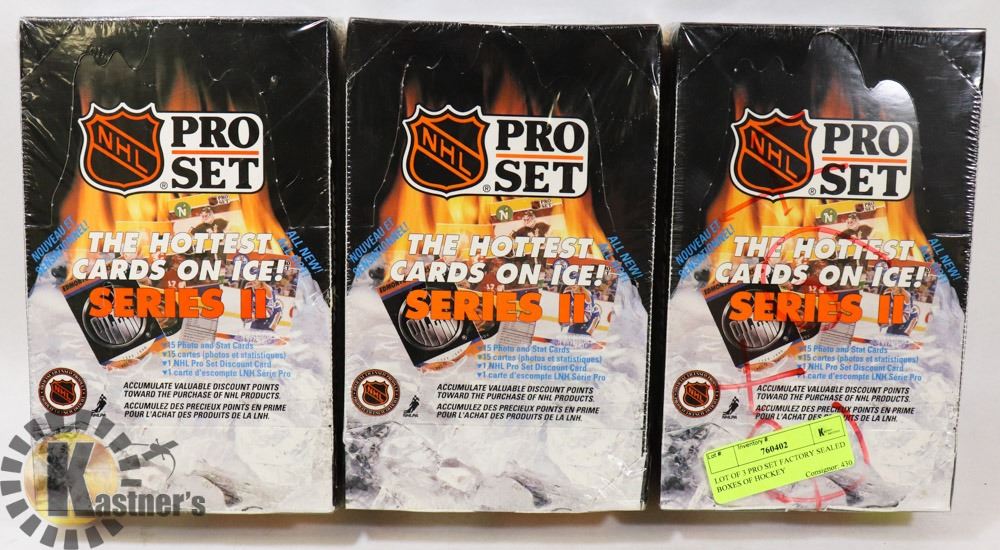 NHL
PRO
SET
®
NOUVEAU ET
ALL NEW!
THE HOTTEST
CARDS ON ICE!
SERIES II
15 Photo and Stat Cards
15 cartes (photos et statistiques)
1 NHL Pro Set Discount Card
1 carte d'escompte LNH Série Pro
ACCUMULATE VALUABLE DISCOUNT POINTS
TOWARD THE PURCHASE OF NHL PRODUCTS.
ACCUMULEZ DES PRECIEUX POINTS EN PRIME
POUR L'ACHAT DES PRODUITS DE LA LNH.
NHLPA
NHL
PRO
SET
®
NOUVEAU ET
ALL NEW!
THE HOTTEST
CARDS ON ICE!
SERIES II
15 Photo and Stat Cards
15 cartes (photos et statistiques)
1 NHL Pro Set Discount Card
1 carte d'escompte LNH Série Pro
ACCUMULATE VALUABLE DISCOUNT POINTS
TOWARD THE PURCHASE OF NHL PRODUCTS.
ACCUMULEZ DES PRECIEUX POINTS EN PRIME
POUR L'ACHAT DES PRODUITS DE LA LNH.
NHLPA
NHL
PRO
SET
®
NOUVEAU ET
ALL NEW!
THE HOTTEST
CARDS ON ICE!
SERIES II
15 Photo and Stat Cards
15 cartes (photos et statistiques)
1 NHL Pro Set Discount Card
1 carte d'escompte LNH Série Pro
ACCUMULATE VALUABLE DISCOUNT POINTS
TOWARD THE PURCHASE OF NHL PRODUCTS.
ACCUMULEZ DES PRECIEUX POINTS EN PRIME
POUR L'ACHAT DES PRODUITS DE LA LNH.
NHLPA
Lot #
Inventory #
760402
LOT OF 3 PRO SET FACTORY SEALED
BOXES OF HOCKEY
Consignor: 430
Kastner's